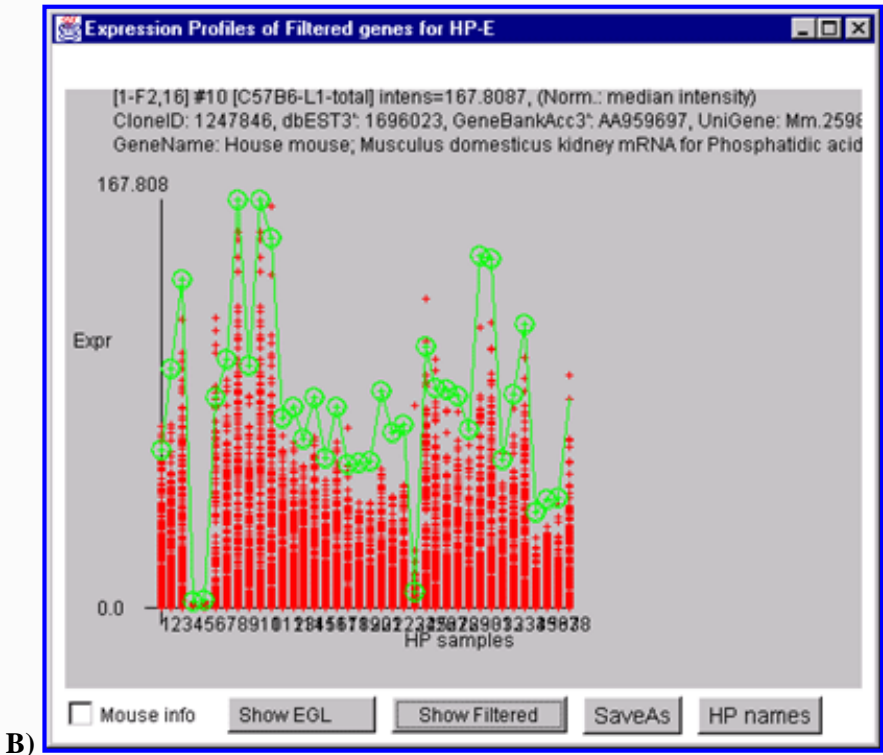 Expression Profiles of Filtered genes for HP-E
[1-F2,16] #10 [C57B6-L1-total] intens=167.8087, (Norm.: median intensity)
CloneID: 1247846, dbEST3': 1696023, GeneBankAcc3': AA959697, UniGene: Mm.2598
GeneName: House mouse; Musculus domesticus kidney mRNA for Phosphatidic acid
167.808
Expr
0.0
HP samples
Mouse info
Show EGL
Show Filtered
SaveAs
HP names
B)